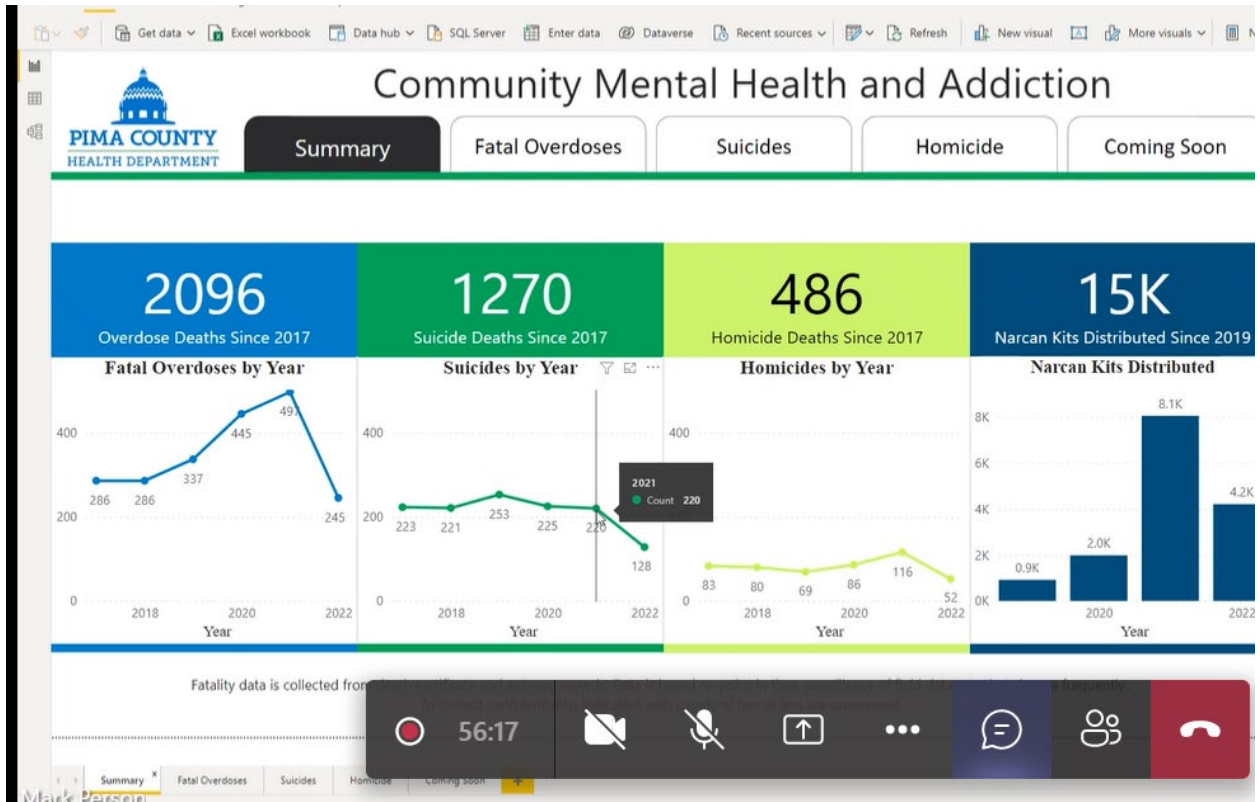 Get data Excel workbook Data hub SQL Server Enter data Dataverse Recent sources Refresh New visual More visuals N
Community Mental Health and Addiction
PIMA COUNTY
HEALTH DEPARTMENT
Summary Fatal Overdoses Suicides Homicide Coming Soon
2096 1270 486 15K
Overdose Deaths Since 2017 Suicide Deaths Since 2017 Homicide Deaths Since 2017 Narcan Kits Distributed Since 2019
Fatal Overdoses by Year
400
200
0
286 286 337 445 497 245
2018 2020 2022
Year
Suicides by Year
400
200
0
223 221 253 225 220 128
2021
Count 220
2018 2020 2022
Year
Homicides by Year
400
0
83 80 69 86 116 52
2018 2020 2022
Year
Narcan Kits Distributed
8K
6K
4K
2K
0K
0.9K 2.0K 8.1K 4.2K
2020 2022
Year
Fatality data is collected from frequently.
56:17
Summary Fatal Overdoses Suicides Homicide Coming Soon
Mark Person